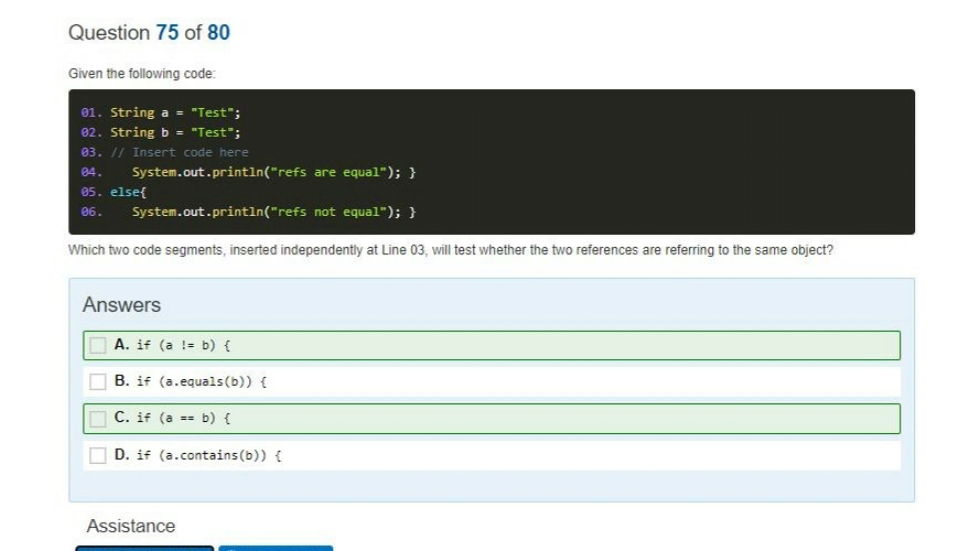 Question 75 of 80
Given the following code:
01. String a = "Test";
02. String b = "Test";
03. // Insert code here
04. System.out.println("refs are equal"); }
05. else{
06. System.out.println("refs not equal"); }
Which two code segments, inserted independently at Line 03, will test whether the two references are referring to the same object?
Answers
A. if (a != b) {
B. if (a.equals(b)) {
C. if (a == b) {
D. if (a.contains(b)) {
Assistance